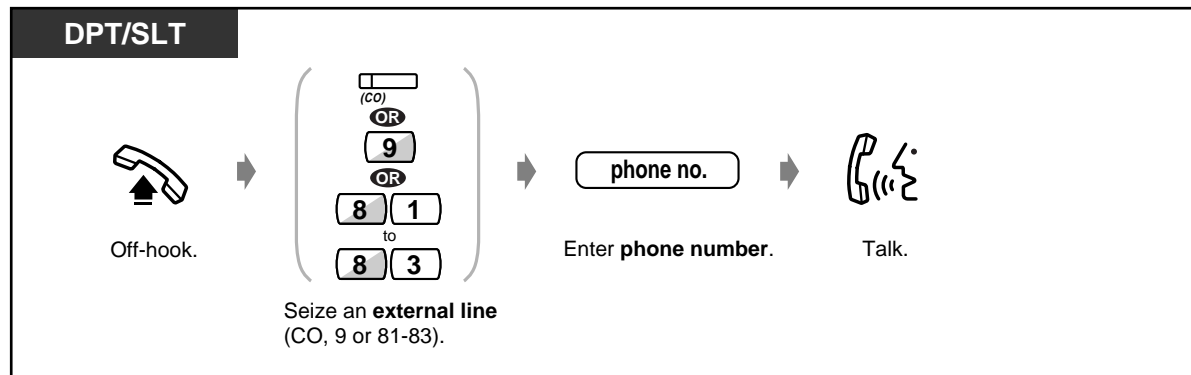 DPT/SLT
(CO)
OR
9
OR
8 1
to
8 3
phone no.
Off-hook.
Enter phone number.
Talk.
Seize an external line
(CO, 9 or 81-83).